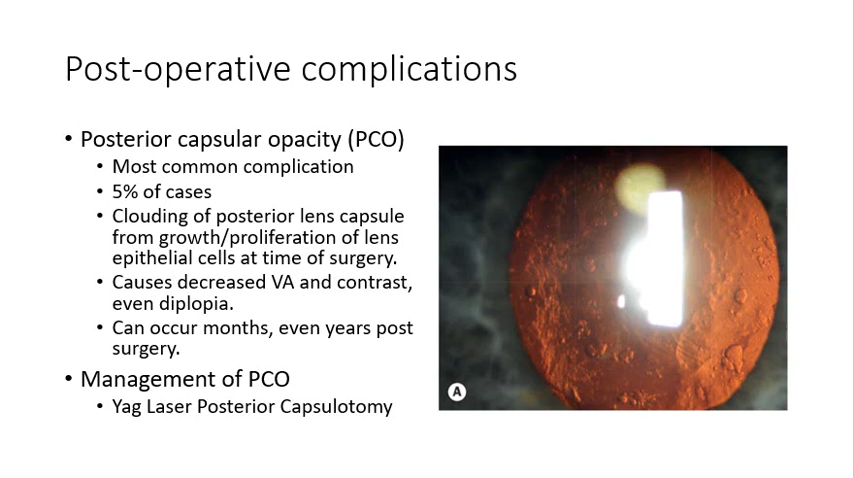 Post-operative complications
• Posterior capsular opacity (PCO)
• Most common complication
• 5% of cases
• Clouding of posterior lens capsule
from growth/proliferation of lens
epithelial cells at time of surgery.
• Causes decreased VA and contrast,
even diplopia.
• Can occur months, even years post
surgery.
• Management of PCO
• Yag Laser Posterior Capsulotomy
A